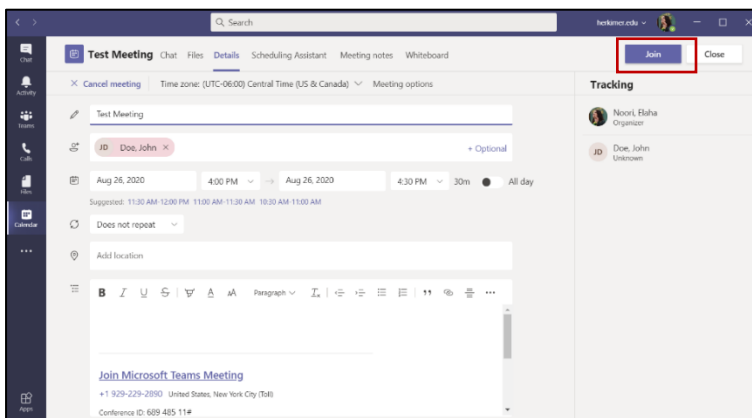 Search
herkimer.edu
Chat
Activity
Teams
Calls
Files
Calendar
Apps
Test Meeting Chat Files Details Scheduling Assistant Meeting notes Whiteboard
Join Close
× Cancel meeting Time zone: (UTC-06:00) Central Time (US & Canada) Meeting options
Test Meeting
JD Doe, John × + Optional
Aug 26, 2020 4:00 PM → Aug 26, 2020 4:30 PM 30m All day
Suggested: 11:30 AM-12:00 PM 11:00 AM-11:30 AM 10:30 AM-11:00 AM
Does not repeat
Add location
B I U S A AA Paragraph
Join Microsoft Teams Meeting
+1 929-229-2890 United States, New York City (Toll)
Conference ID: 689 485 11#
Tracking
Noori, Elaha
Organizer
JD Doe, John
Unknown